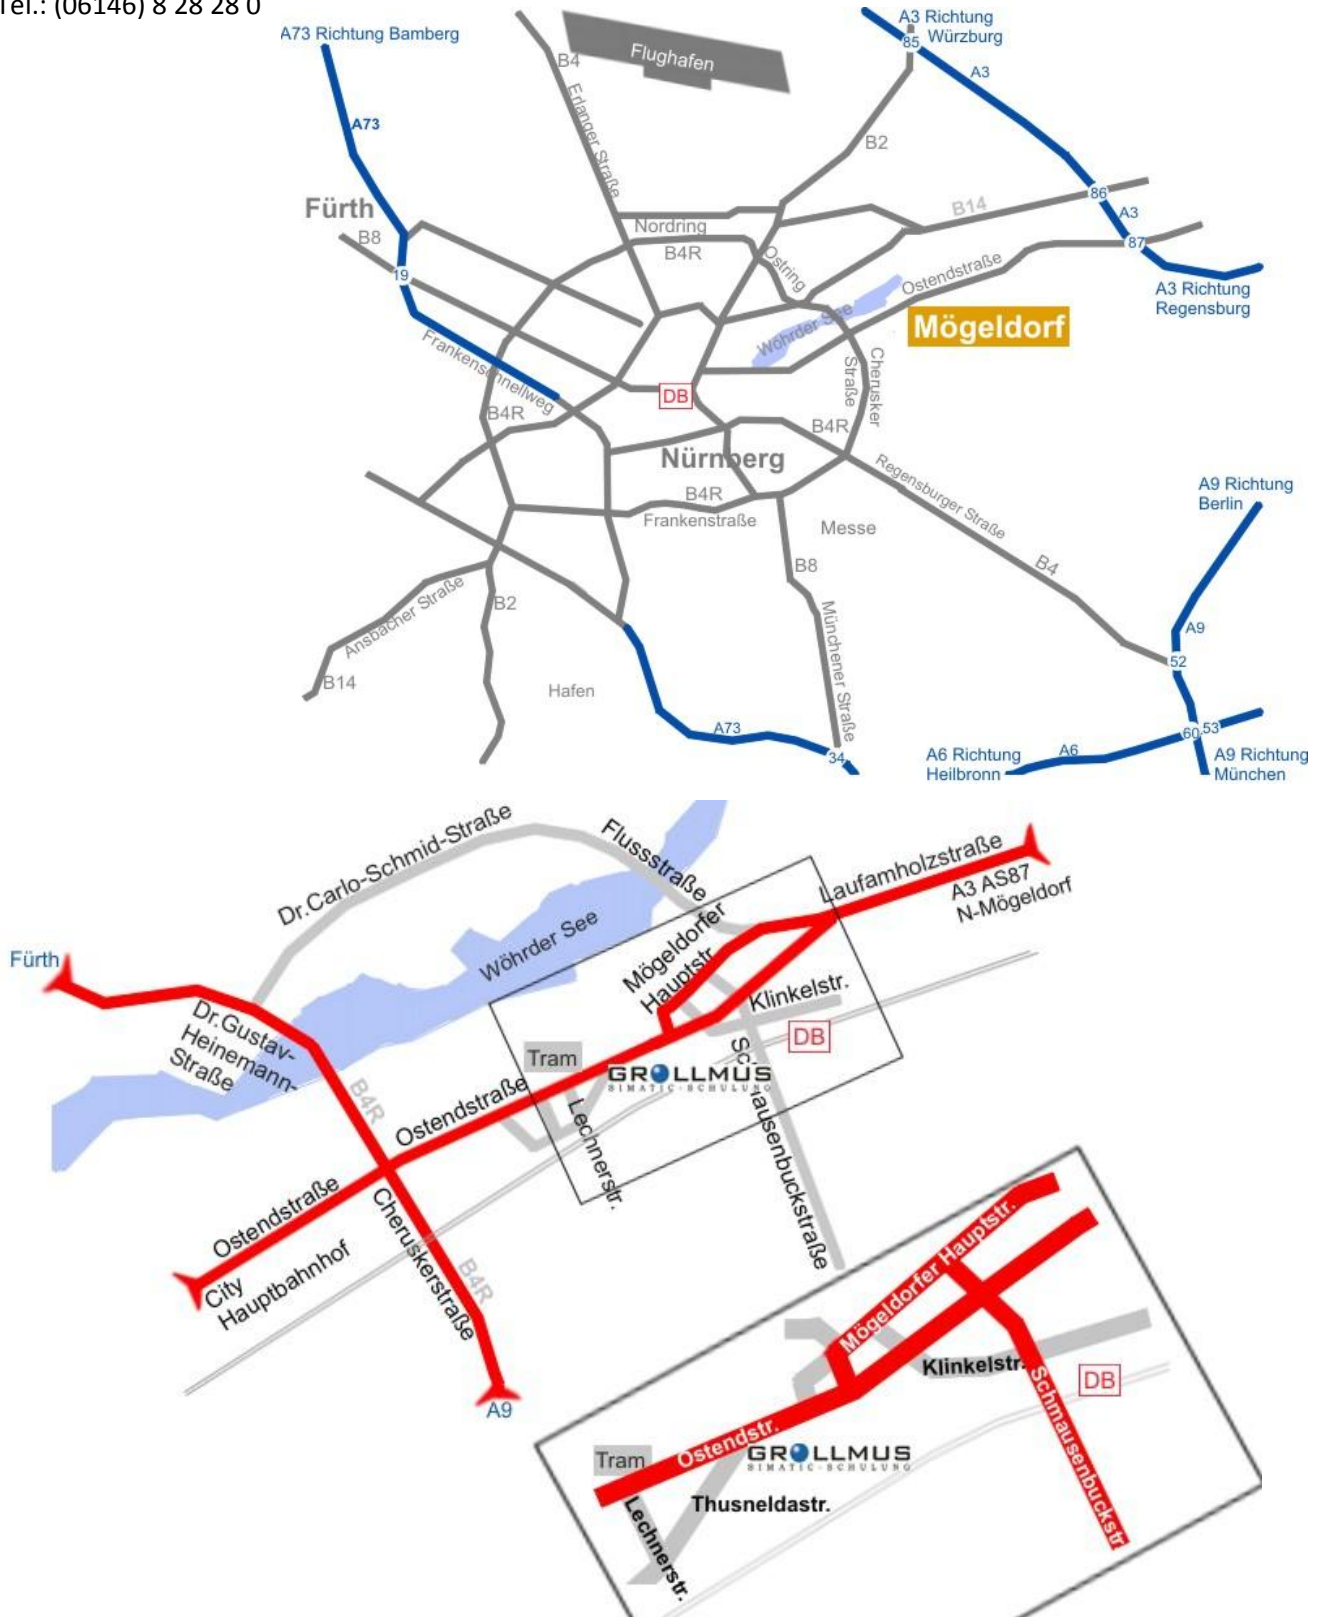 Tel.: (06146) 8 28 28 0
A73 Richtung Bamberg
A3 Richtung
Würzburg
85
B4
Flughafen
A3
Erlanger Straße
A73
B2
86
Fürth
B14
A3
B8
Nordring
87
B4R
Ostring
19
Ostendstraße
A3 Richtung
Regensburg
Wöhrder See
Mögeldorf
Frankenschnellweg
Cherusker
Straße
DB
B4R
B4R
Nürnberg
Regensburger Straße
A9 Richtung
Berlin
B4R
Frankenstraße
Messe
B4
B8
Ansbacher Straße
B2
Münchener Straße
A9
52
B14
Hafen
A73
34
60
53
A6 Richtung
Heilbronn
A6
A9 Richtung
München
Dr.Carlo-Schmid-Straße
Flussstraße
Laufamholzstraße
A3 AS87
N-Mögeldorf
Fürth
Wöhrder See
Mögeldorfer
Hauptstr.
Klinkelstr.
Dr.Gustav-
Heinemann-
Straße
DB
Tram
GROLLMUS
SIMATIC-SCHULUNG
B4R
Ostendstraße
Lechnerstr.
Schmausenbuckstraße
Ostendstraße
Cheruskerstraße
City
Hauptbahnhof
B4R
A9
Mögeldorfer Hauptstr.
Klinkelstr.
DB
Schmausenbuckstr
Ostendstr.
Tram
GROLLMUS
SIMATIC-SCHULUNG
Thusneldastr.
Lechnerstr.